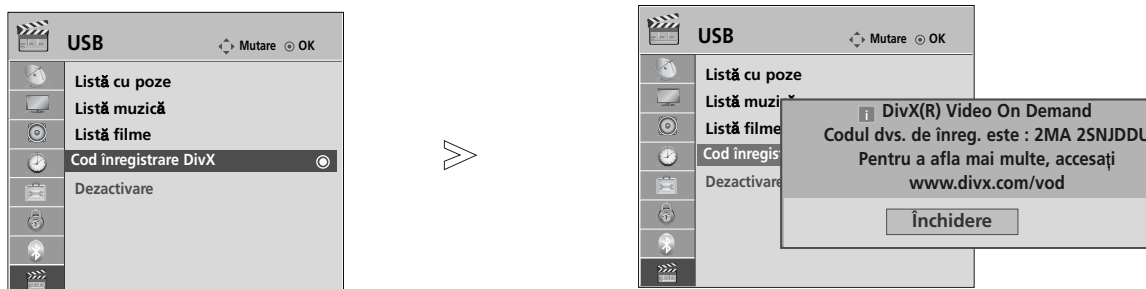 USB
Mutare OK
Listă cu poze
Listă muzică
Listă filme
Cod înregistrare DivX
Dezactivare
USB
Mutare OK
Listă cu poze
Listă
Listă filme
Cod
Dezactivare
DivX(R) Video On Demand
Codul dvs. de înreg. este : 2MA 2SNJDDU
Pentru a afla mai multe, accesați
www.divx.com/vod
Închidere